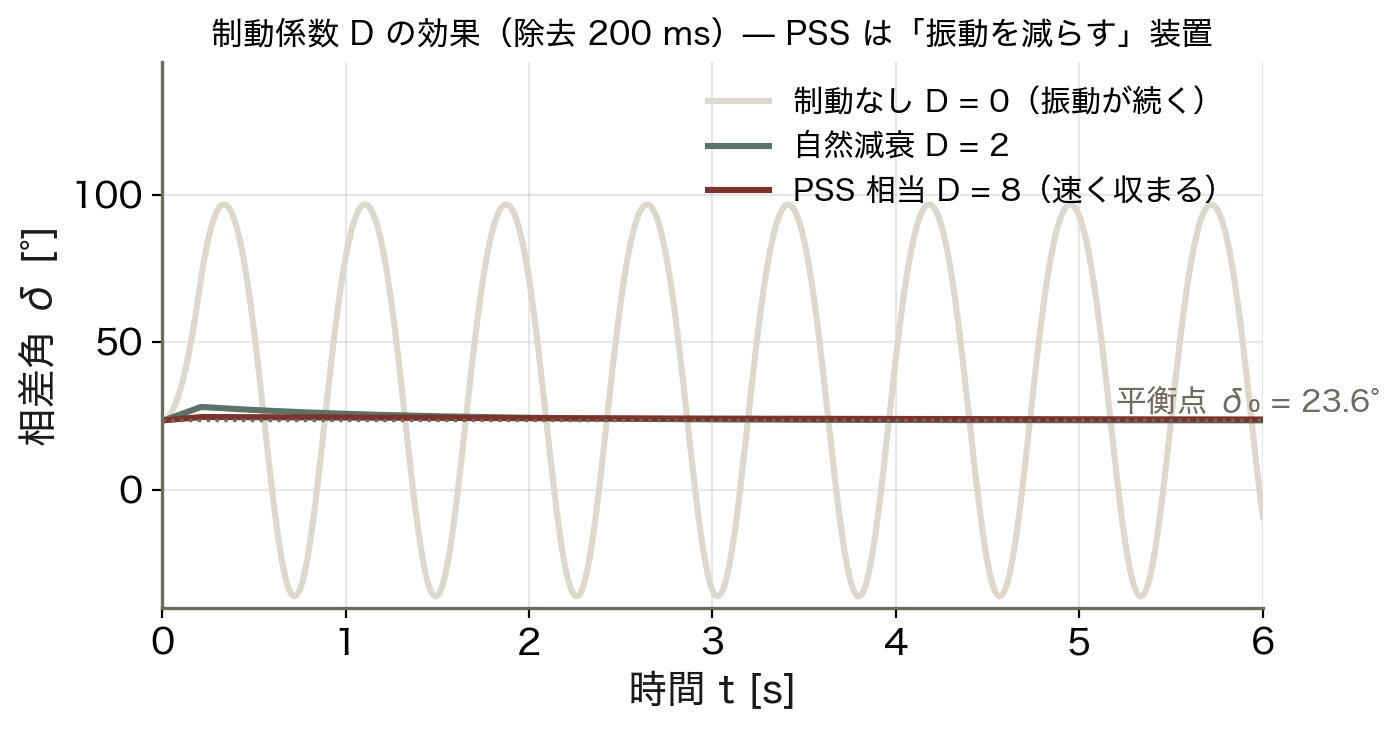 制動係数 D の効果（除去 200 ms）— PSS は「振動を減らす」装置
制動なし D = 0（振動が続く）
自然減衰 D = 2
PSS 相当 D = 8（速く収まる）
相差角 δ [°]
100
50
0
平衡点 δ₀ = 23.6°
0 1 2 3 4 5 6
時間 t [s]